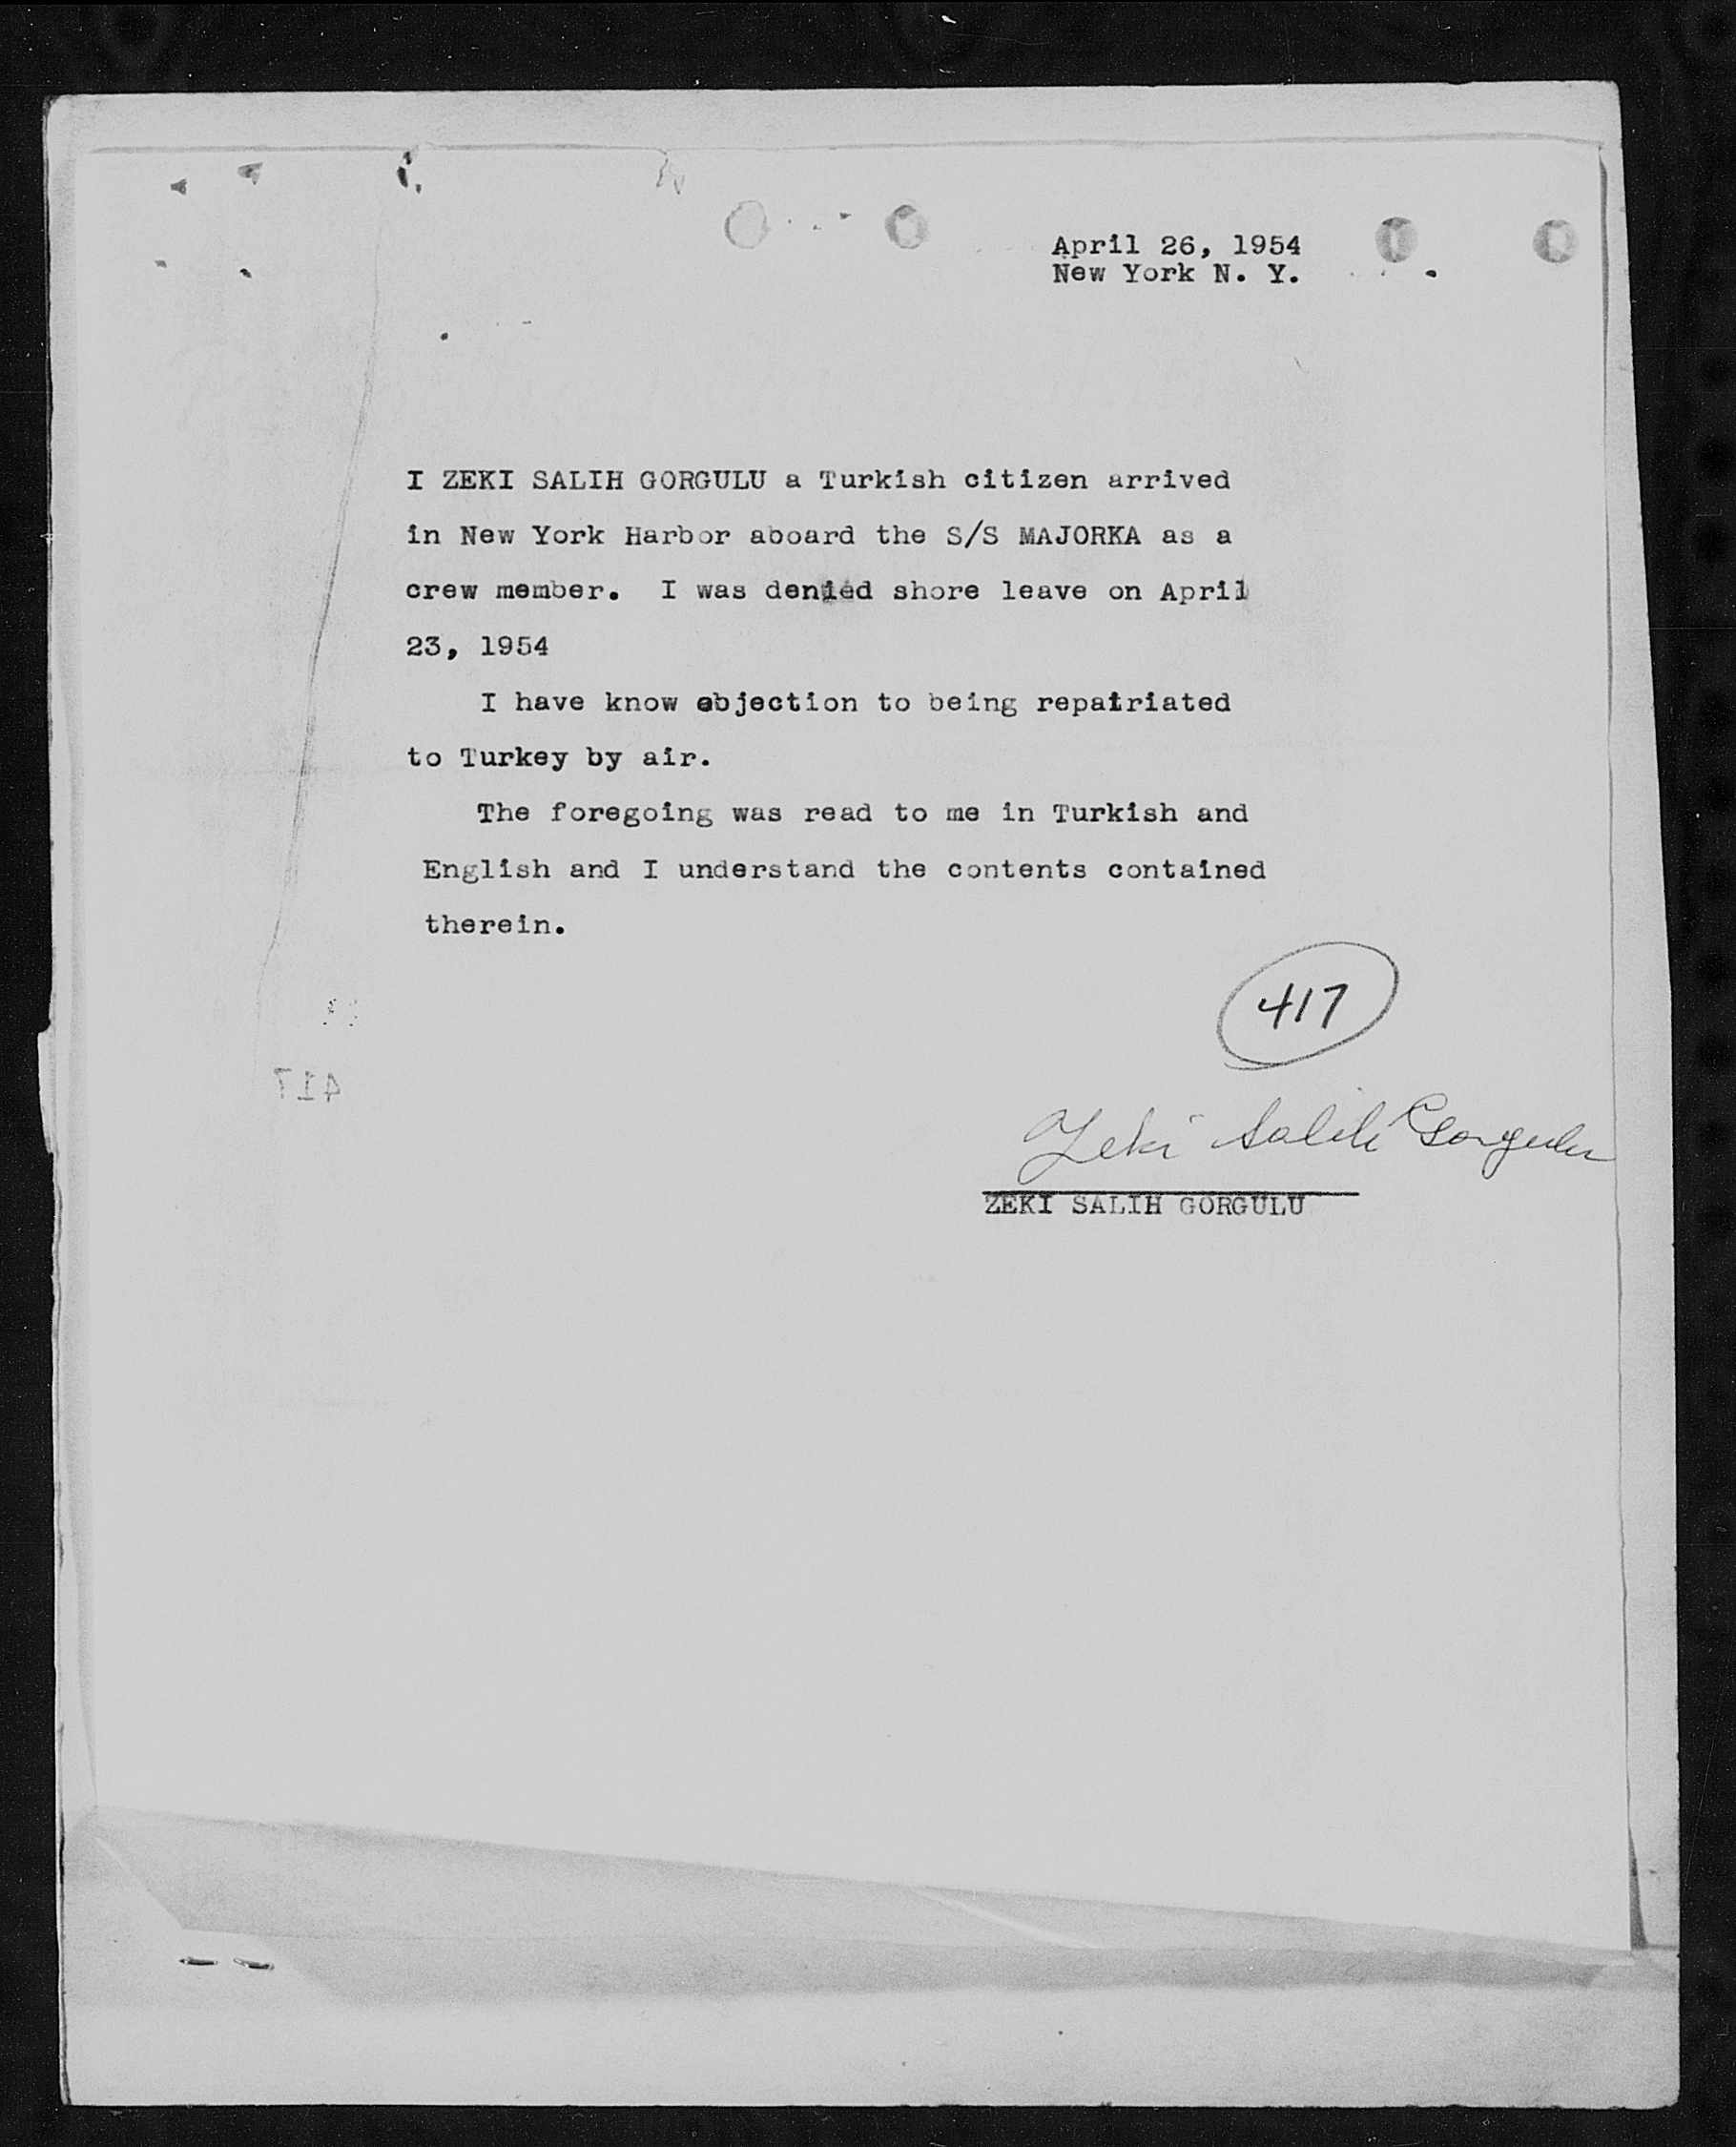 April 26, 1954
New York N. Y.
I ZEKI SALIH GORGULU a Turkish citizen arrived
in New York Harbor aboard the S/S MAJORKA as a
crew member. I was denied shore leave on April
23, 1954
I have know objection to being repatriated
to Turkey by air.
The foregoing was read to me in Turkish and
English and I understand the contents contained
therein.
417
417
Zeki Salih Gorgulu
ZEKI SALIH GORGULU